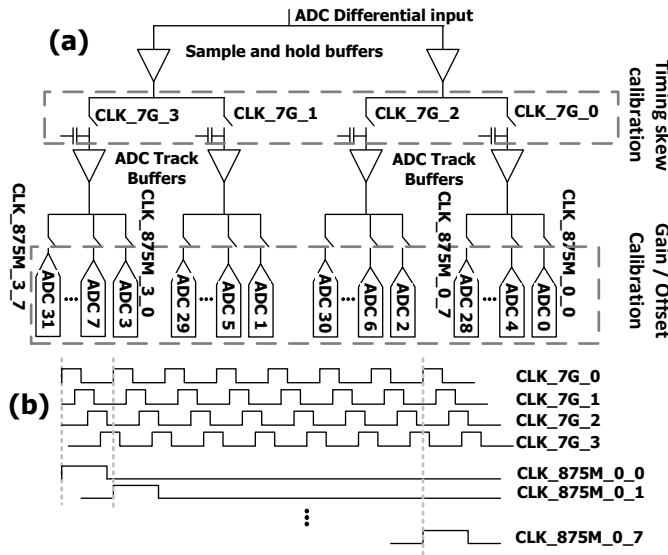 ADC Differential input
(a)
Sample and hold buffers
CLK_7G_3
CLK_7G_1
CLK_7G_2
CLK_7G_0
Timing skew
calibration
ADC Track
Buffers
ADC Track
Buffers
CLK_875M_3_7
CLK_875M_3_0
CLK_875M_0_7
CLK_875M_0_0
Gain / Offset
Calibration
ADC 31
...
ADC 7
ADC 3
ADC 29
...
ADC 5
ADC 1
ADC 30
...
ADC 6
ADC 2
ADC 28
...
ADC 4
ADC 0
(b)
CLK_7G_0
CLK_7G_1
CLK_7G_2
CLK_7G_3
CLK_875M_0_0
CLK_875M_0_1
CLK_875M_0_7